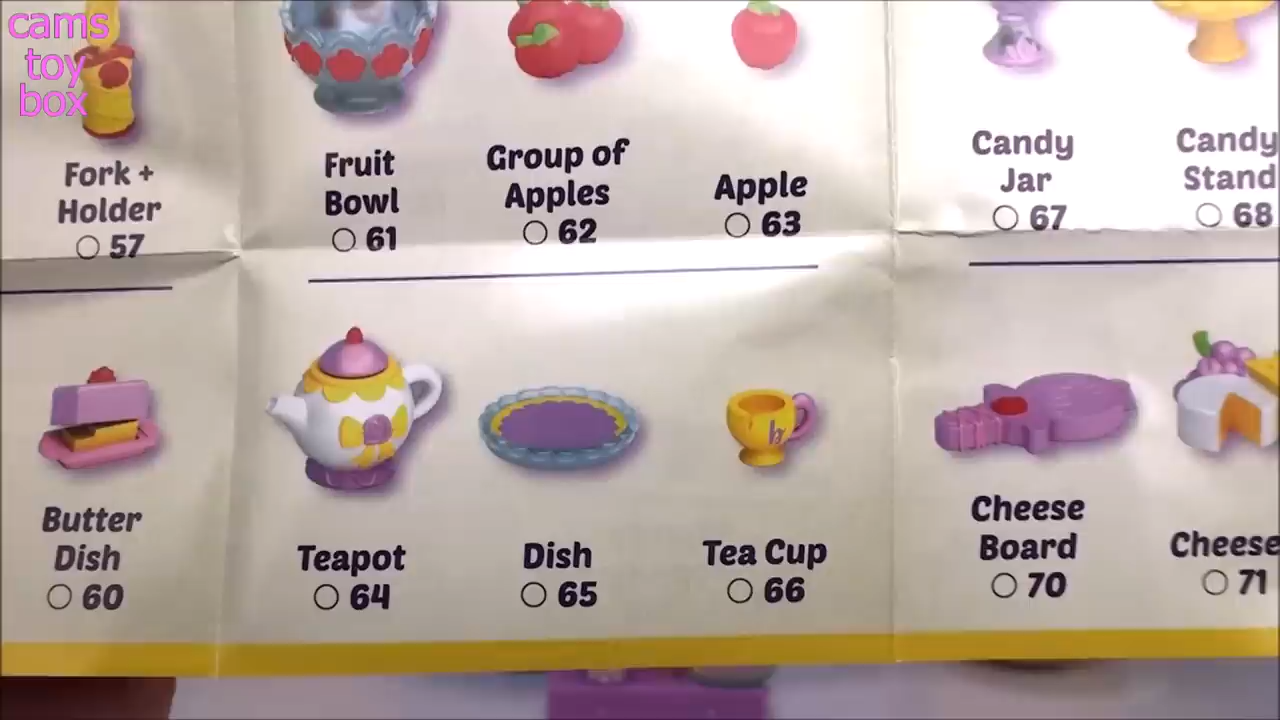 cams
toy
box
Fork +
Holder
57
Fruit
Bowl
61
Group of
Apples
62
Apple
63
Candy
Jar
67
Candy
Stand
68
Butter
Dish
60
Teapot
64
Dish
65
b
Tea Cup
66
Cheese
Board
70
Cheese
71